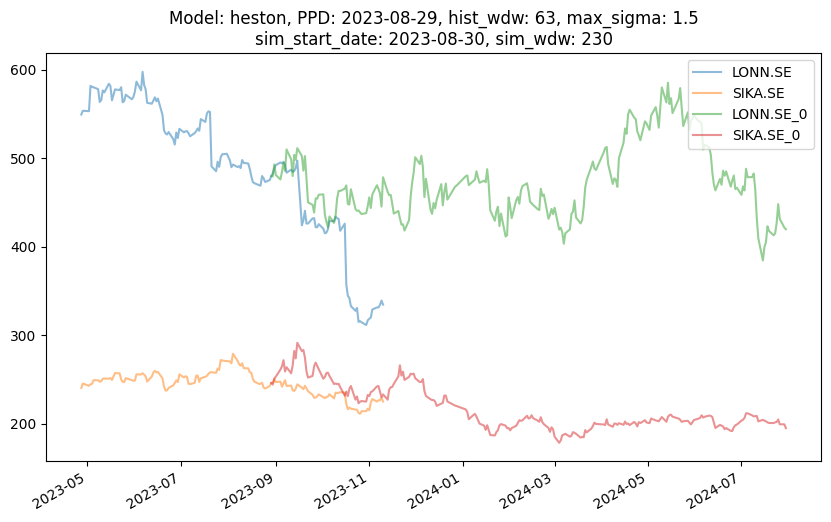 Model: heston, PPD: 2023-08-29, hist_wdw: 63, max_sigma: 1.5
sim_start_date: 2023-08-30, sim_wdw: 230
600
500
400
300
200
LONN.SE
SIKA.SE
LONN.SE_0
SIKA.SE_0
2023-05
2023-07
2023-09
2023-11
2024-01
2024-03
2024-05
2024-07